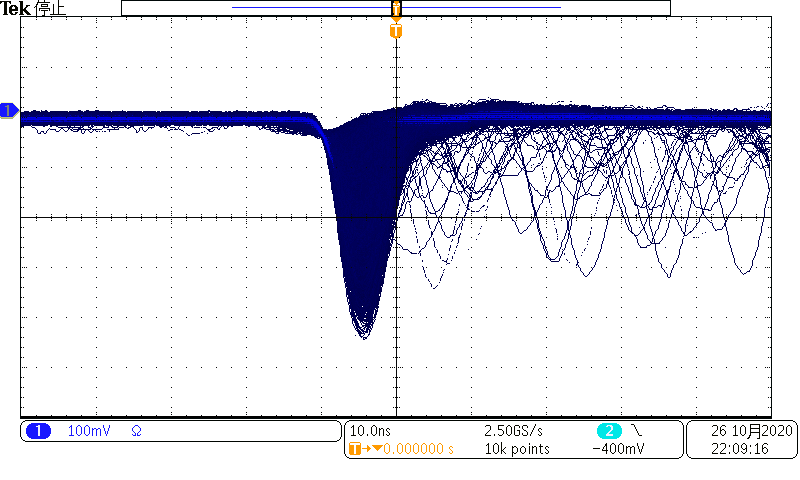 Tek 停止
T
T
1
1 100mV Ω
10.0ns 2.50GS/s 2
T→▼0.000000 s 10k points −400mV
26 10月2020
22:09:16